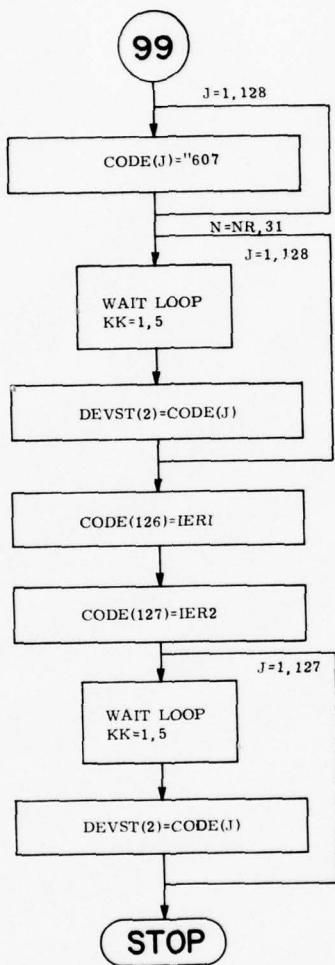 99
J=1,128
CODE(J)="607
N=NR,31
J=1,128
WAIT LOOP
KK=1,5
DEVST(2)=CODE(J)
CODE(126)=IER1
CODE(127)=IER2
J=1,127
WAIT LOOP
KK=1,5
DEVST(2)=CODE(J)
STOP